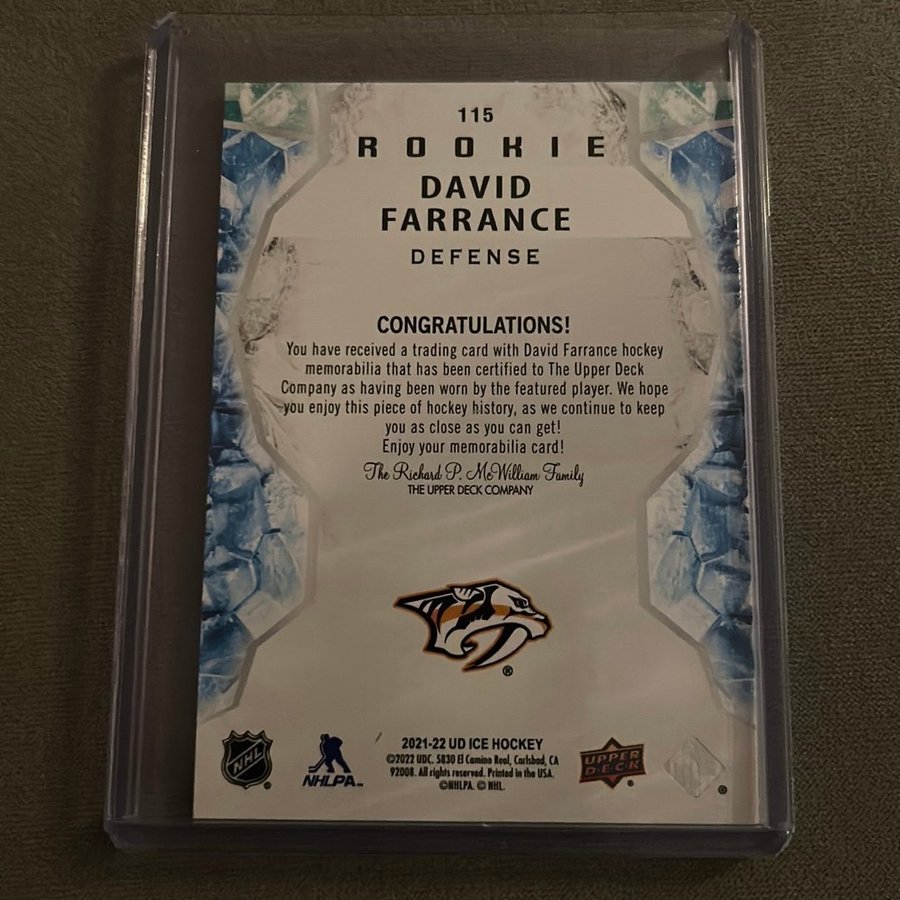 115
ROOKIE
DAVID
FARRANCE
DEFENSE
CONGRATULATIONS!
You have received a trading card with David Farrance hockey
memorabilia that has been certified to The Upper Deck
Company as having been worn by the featured player. We hope
you enjoy this piece of hockey history, as we continue to keep
you as close as you can get!
Enjoy your memorabilia card!
The Richard P. McWilliam Family
THE UPPER DECK COMPANY
®
NHL ®
NHLPA™
2021-22 UD ICE HOCKEY
©2022 UDC. 5830 El Camino Real, Carlsbad, CA
92008. All rights reserved. Printed in the USA.
©NHLPA. © NHL.
UPPER
DECK
®
®